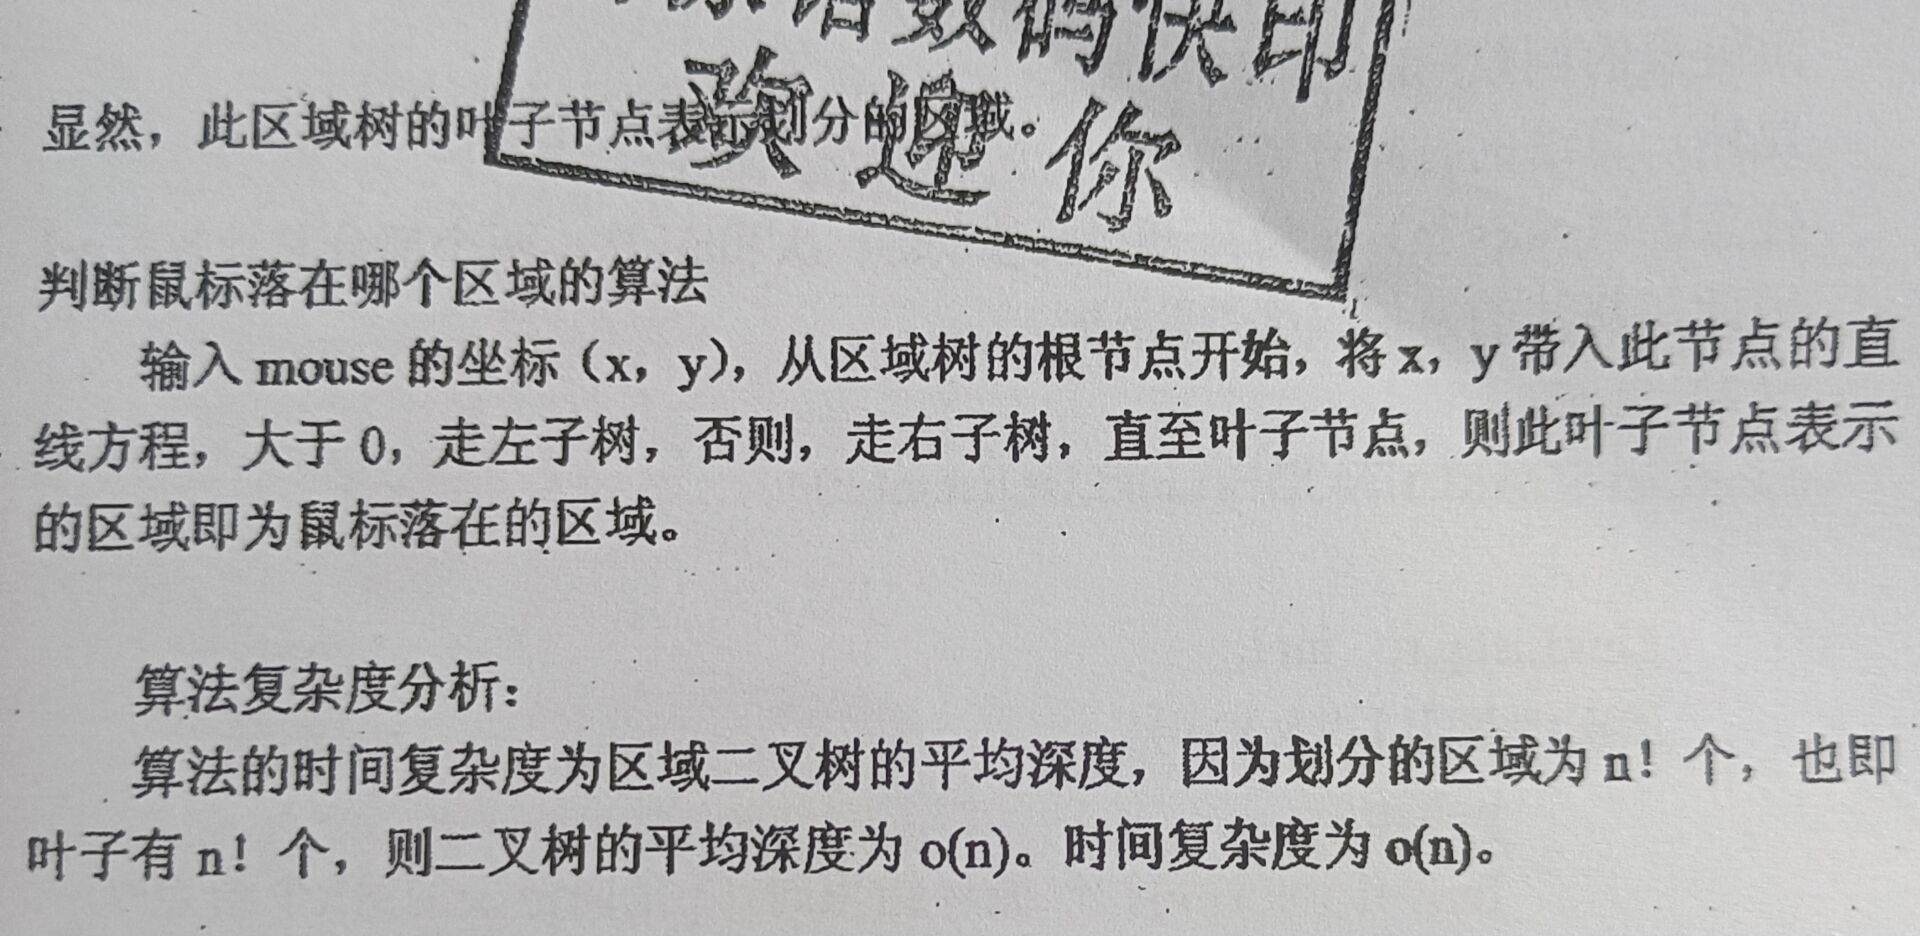 数码快印
欢迎你
显然，此区域树的叶子节点表示划分的区域。
判断鼠标落在哪个区域的算法
输入 mouse 的坐标（x，y），从区域树的根节点开始，将 x，y 带入此节点的直
线方程，大于 0，走左子树，否则，走右子树，直至叶子节点，则此叶子节点表示
的区域即为鼠标落在的区域。
算法复杂度分析：
算法的时间复杂度为区域二叉树的平均深度，因为划分的区域为 n！个，也即
叶子有 n！个，则二叉树的平均深度为 o(n)。时间复杂度为 o(n)。